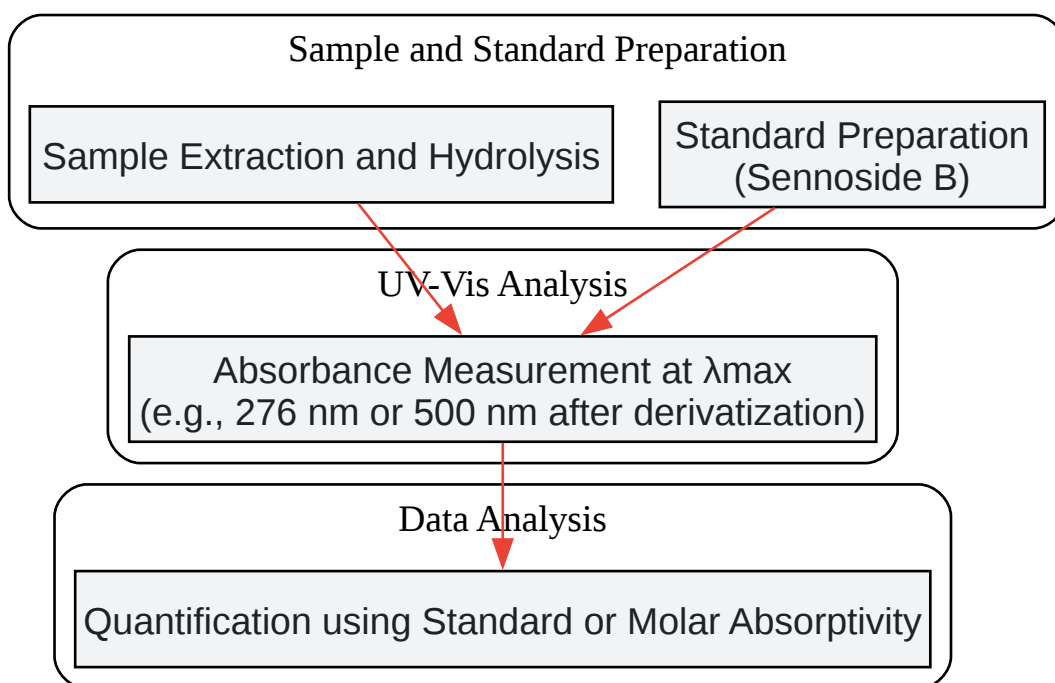 Sample and Standard Preparation
Sample Extraction and Hydrolysis
Standard Preparation
(Sennoside B)
UV-Vis Analysis
Absorbance Measurement at λmax
(e.g., 276 nm or 500 nm after derivatization)
Data Analysis
Quantification using Standard or Molar Absorptivity